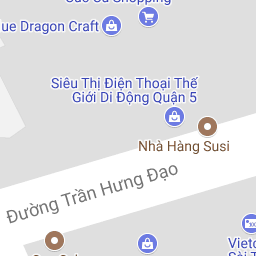 Shopping
ue Dragon Craft
Siêu Thị Điện Thoại Thế
Giới Di Động Quận 5
Nhà Hàng Susi
Đường Trần Hưng Đạo
Viet